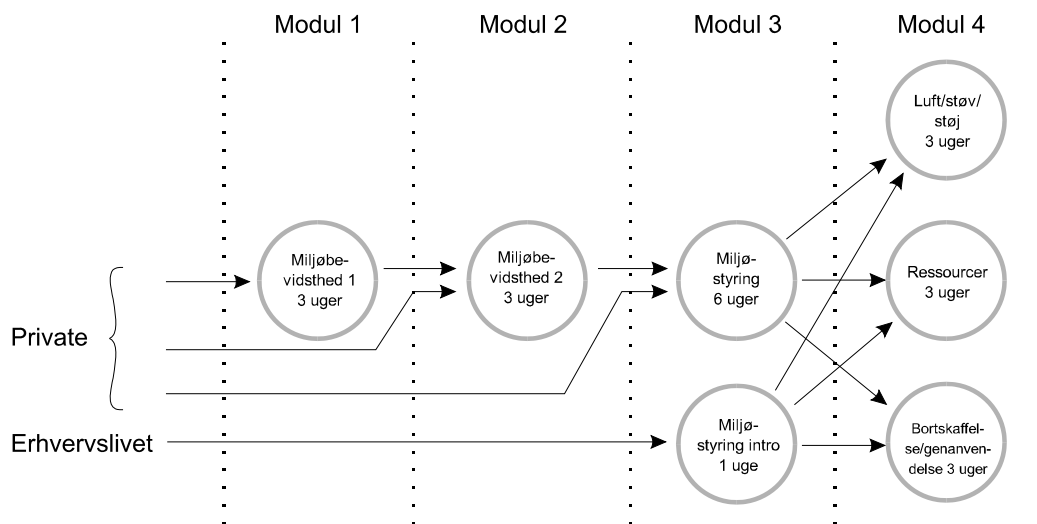 Modul 1
Modul 2
Modul 3
Modul 4
Luft/støv/
støj
3 uger
Miljøbe-
vidsthed 1
3 uger
Miljøbe-
vidsthed 2
3 uger
Miljø-
styring
6 uger
Ressourcer
3 uger
Private
Erhvervslivet
Miljø-
styring intro
1 uge
Bortskaffel-
se/genanven-
delse 3 uger